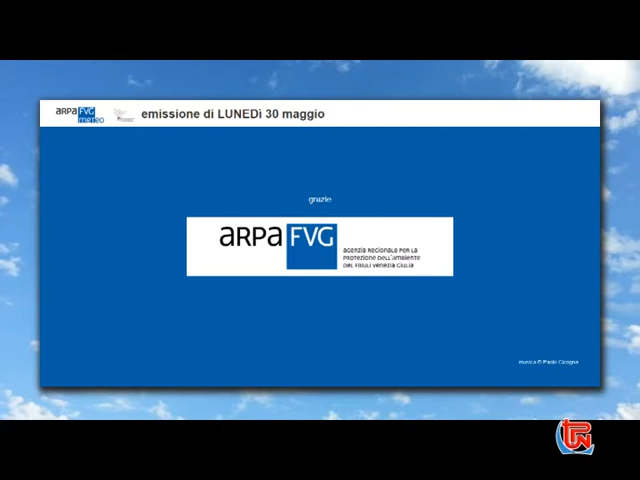 arpa FVG
meteo
emissione di LUNEDì 30 maggio
grazie
arpa FVG
agenzia regionale per la
protezione dell'ambiente
del friuli venezia giulia
musica © Paolo Cicogna
TPN